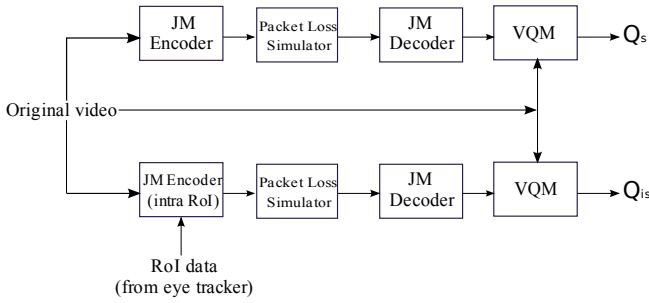 JM
Encoder
Packet Loss
Simulator
JM
Decoder
VQM
Qs
Original video
JM Encoder
(intra RoI)
Packet Loss
Simulator
JM
Decoder
VQM
Qis
RoI data
(from eye tracker)